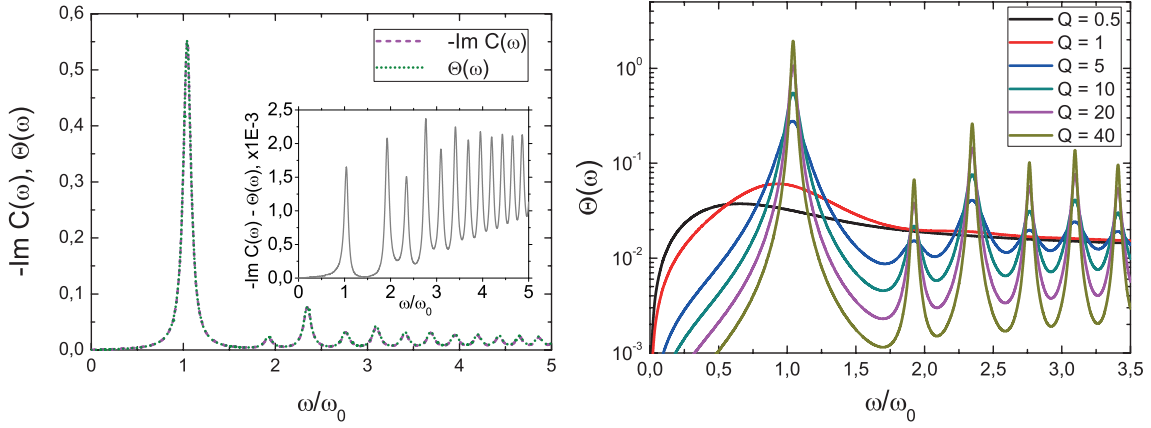 0,6
0,5
0,4
0,3
0,2
0,1
0,0
-Im C(ω), Θ(ω)
0 1 2 3 4 5
ω/ω₀
-Im C(ω)
Θ(ω)
2,5
2,0
1,5
1,0
0,5
0,0
-Im C(ω) - Θ(ω), x1E-3
0 1 2 3 4 5
ω/ω₀
10⁰
10⁻¹
10⁻²
10⁻³
Θ(ω)
0,0 0,5 1,0 1,5 2,0 2,5 3,0 3,5
ω/ω₀
Q = 0.5
Q = 1
Q = 5
Q = 10
Q = 20
Q = 40